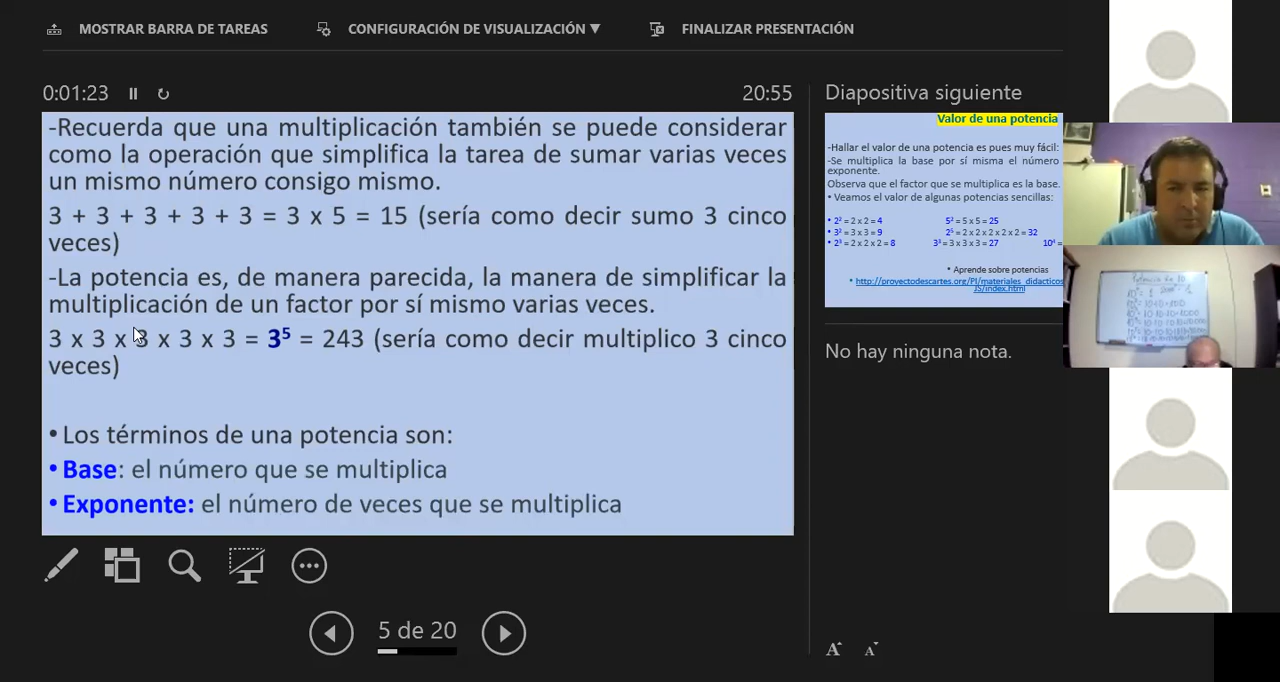 MOSTRAR BARRA DE TAREAS
CONFIGURACIÓN DE VISUALIZACIÓN ▼
FINALIZAR PRESENTACIÓN
0:01:23
20:55
-Recuerda que una multiplicación también se puede considerar
como la operación que simplifica la tarea de sumar varias veces
un mismo número consigo mismo.
3 + 3 + 3 + 3 + 3 = 3 x 5 = 15 (sería como decir sumo 3 cinco
veces)
-La potencia es, de manera parecida, la manera de simplificar la
multiplicación de un factor por sí mismo varias veces.
3 x 3 x 3 x 3 x 3 = 3⁵ = 243 (sería como decir multiplico 3 cinco
veces)
• Los términos de una potencia son:
• Base: el número que se multiplica
• Exponente: el número de veces que se multiplica
5 de 20
Diapositiva siguiente
Valor de una potencia
-Hallar el valor de una potencia es pues muy fácil:
-Se multiplica la base por sí misma el número
exponente.
Observa que el factor que se multiplica es la base.
• Veamos el valor de algunas potencias sencillas:
• 2² = 2 x 2 = 4 5² = 5 x 5 = 25
• 3² = 3 x 3 = 9 2⁵ = 2 x 2 x 2 x 2 x 2 = 32
• 2³ = 2 x 2 x 2 = 8 3³ = 3 x 3 x 3 = 27
• Aprende sobre potencias
• http://proyectodescartes.org/PI/materiales_didacticos
JS/index.html
No hay ninguna nota.
A A